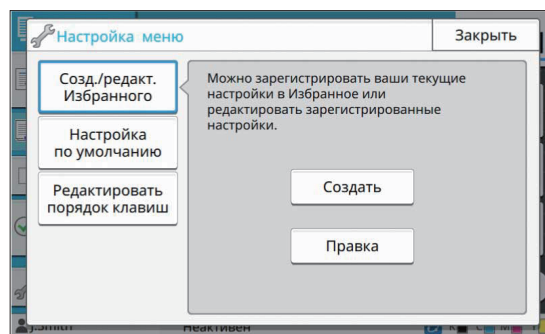 Настройка меню
Закрыть
Созд./редакт.
Избранного
Можно зарегистрировать ваши текущие
настройки в Избранное или
редактировать зарегистрированные
настройки.
Настройка
по умолчанию
Редактировать
порядок клавиш
Создать
Правка
J.Smith
Неактивен